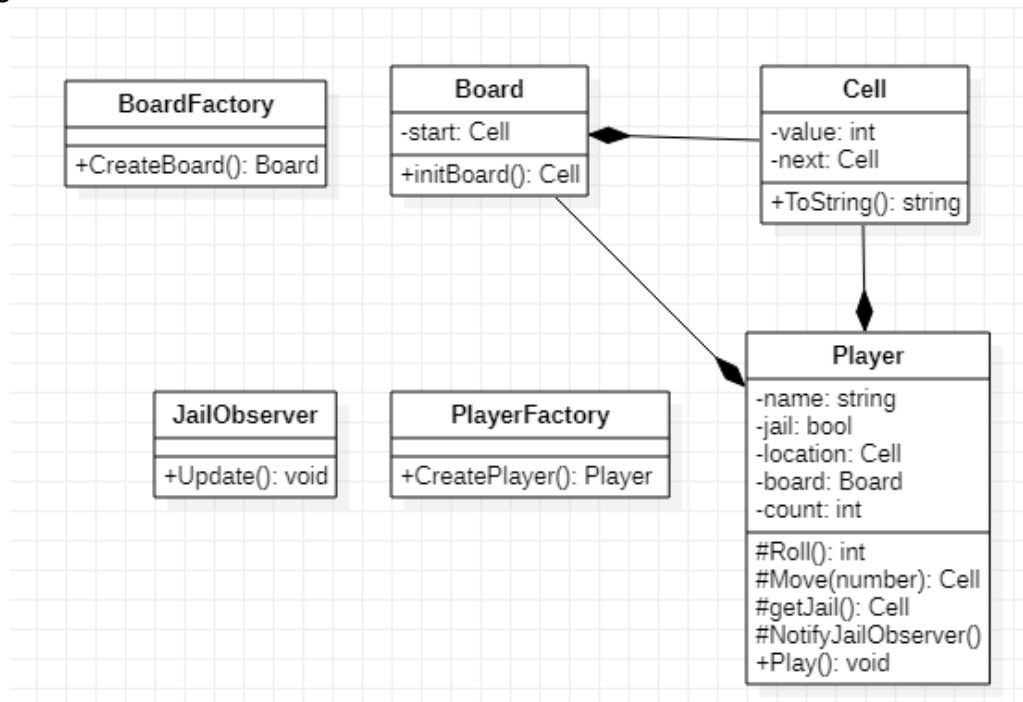 BoardFactory
+CreateBoard(): Board
Board
-start: Cell
+initBoard(): Cell
Cell
-value: int
-next: Cell
+ToString(): string
JailObserver
+Update(): void
PlayerFactory
+CreatePlayer(): Player
Player
-name: string
-jail: bool
-location: Cell
-board: Board
-count: int
#Roll(): int
#Move(number): Cell
#getJail(): Cell
#NotifyJailObserver()
+Play(): void